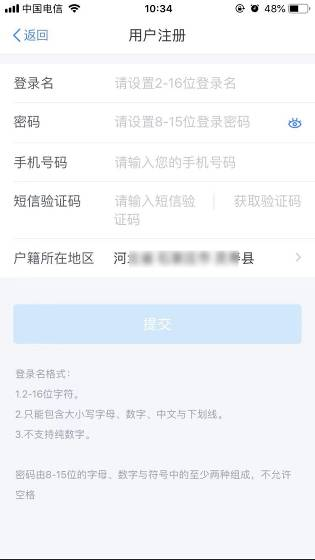 中国电信 10:34 48%
返回 用户注册
登录名 请设置2-16位登录名
密码 请设置8-15位登录密码
手机号码 请输入您的手机号码
短信验证码 请输入短信验证码 获取验证码
户籍所在地区 河 县
提交
登录名格式：
1.2-16位字符。
2.只能包含大小写字母、数字、中文与下划线。
3.不支持纯数字。
密码由8-15位的字母、数字与符号中的至少两种组成，不允许
空格